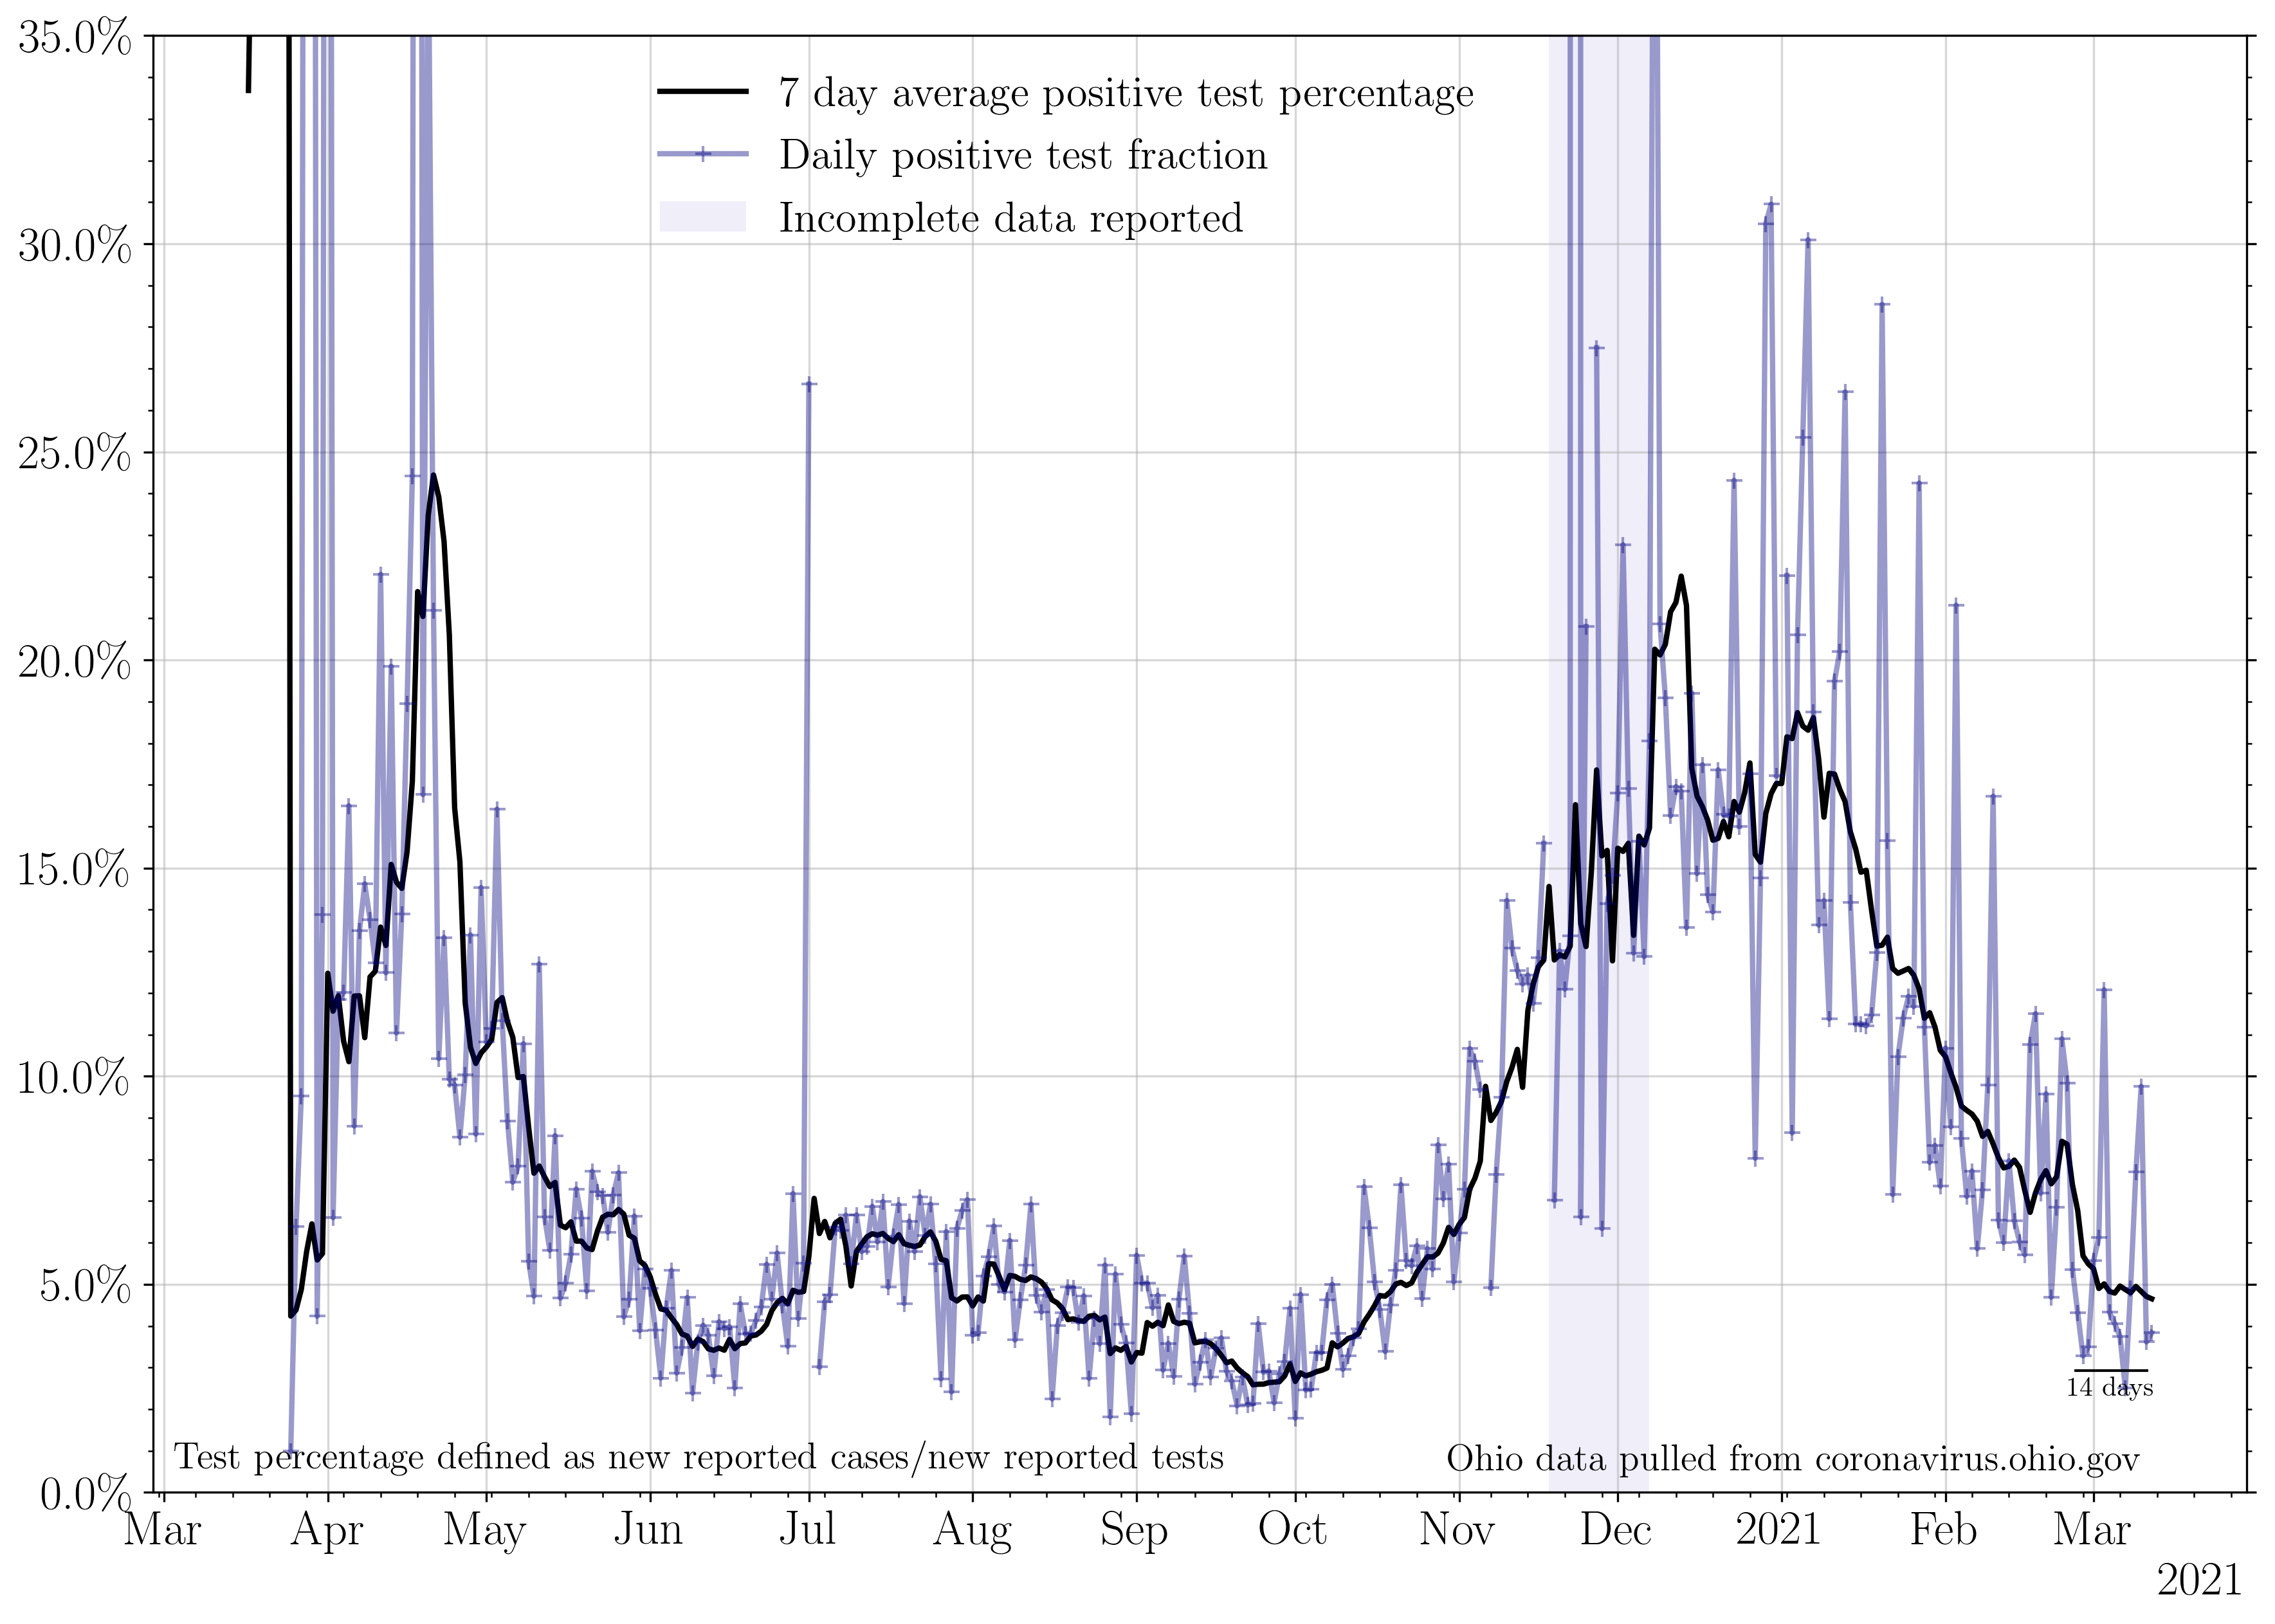 35.0%
30.0%
25.0%
20.0%
15.0%
10.0%
5.0%
0.0%
7 day average positive test percentage
Daily positive test fraction
Incomplete data reported
14 days
Test percentage defined as new reported cases/new reported tests
Ohio data pulled from coronavirus.ohio.gov
Mar Apr May Jun Jul Aug Sep Oct Nov Dec 2021 Feb Mar
2021